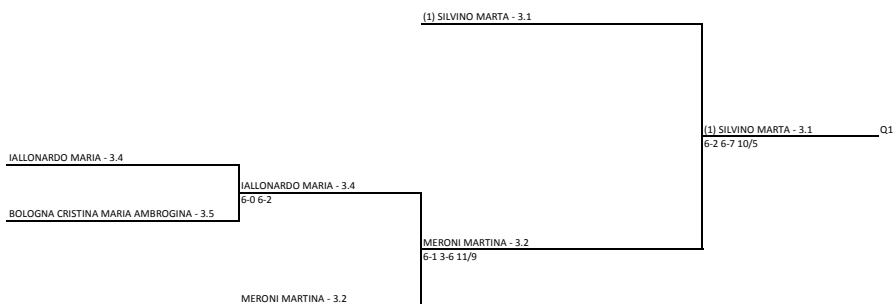 (1) SILVINO MARTA - 3.1
(1) SILVINO MARTA - 3.1
Q1
6-2 6-7 10/5
IALLONARDO MARIA - 3.4
IALLONARDO MARIA - 3.4
6-0 6-2
BOLOGNA CRISTINA MARIA AMBROGINA - 3.5
MERONI MARTINA - 3.2
6-1 3-6 11/9
MERONI MARTINA - 3.2